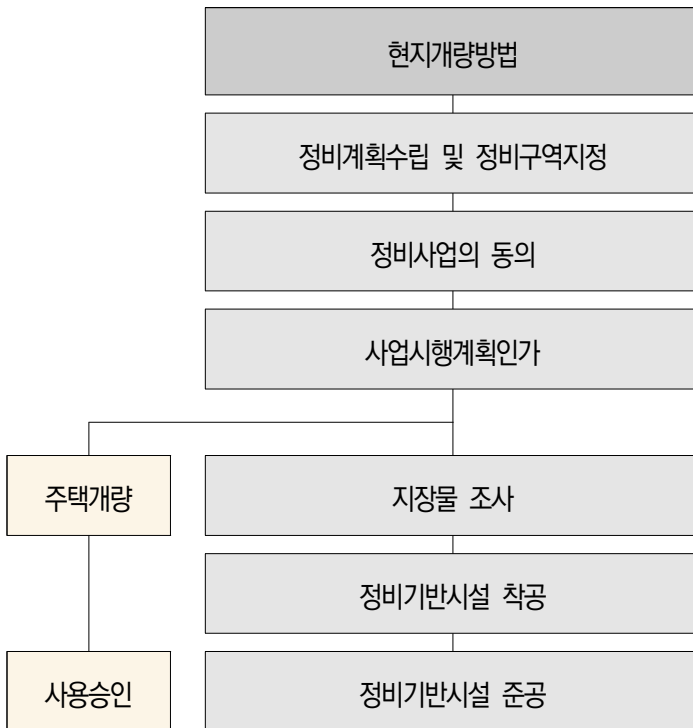 현지개량방법
정비계획수립 및 정비구역지정
정비사업의 동의
사업시행계획인가
주택개량
지장물 조사
정비기반시설 착공
사용승인
정비기반시설 준공